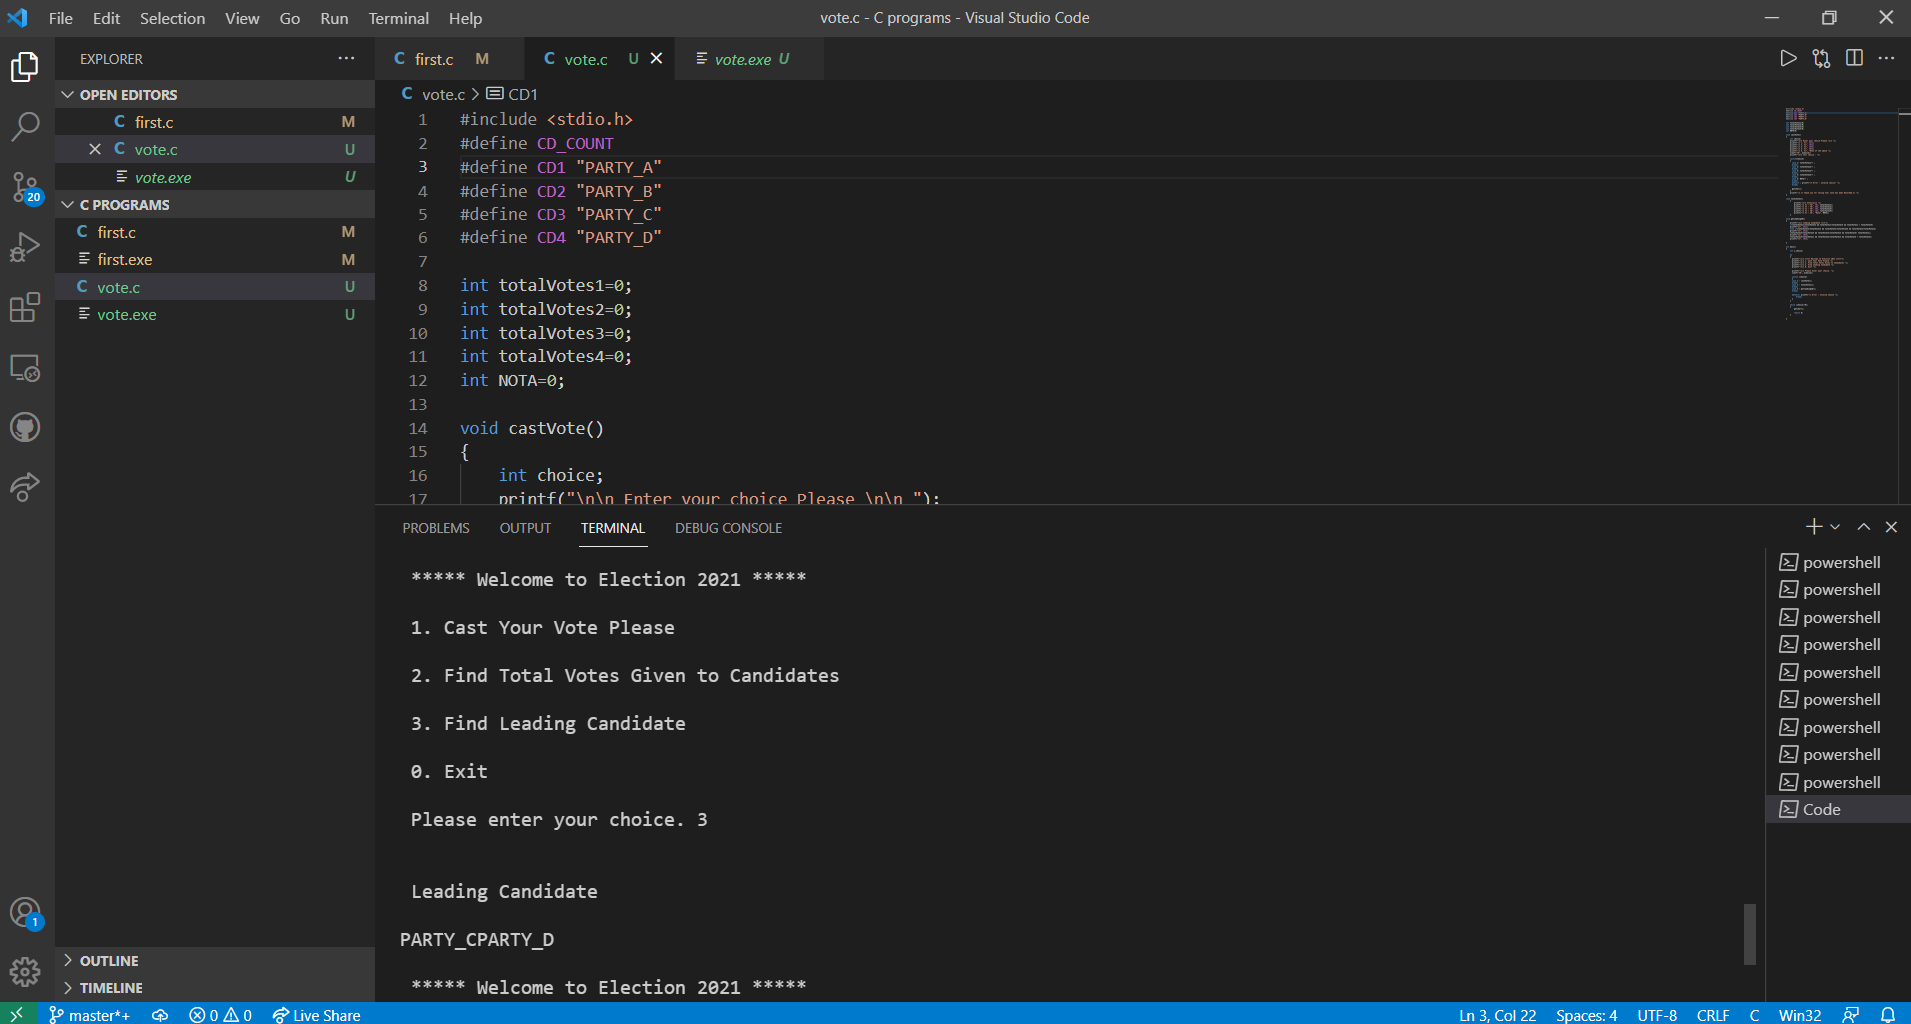 File Edit Selection View Go Run Terminal Help vote.c - C programs - Visual Studio Code
EXPLORER
first.c M
vote.c U
vote.exe U
OPEN EDITORS
first.c M
vote.c U
vote.exe U
C PROGRAMS
first.c M
first.exe M
vote.c U
vote.exe U
OUTLINE
TIMELINE
20
1
vote.c > CD1
1 #include <stdio.h>
2 #define CD_COUNT
3 #define CD1 "PARTY_A"
4 #define CD2 "PARTY_B"
5 #define CD3 "PARTY_C"
6 #define CD4 "PARTY_D"
7
8 int totalVotes1=0;
9 int totalVotes2=0;
10 int totalVotes3=0;
11 int totalVotes4=0;
12 int NOTA=0;
13
14 void castVote()
15 {
16 int choice;
17 printf("\n\n Enter your choice Please \n\n ");
PROBLEMS OUTPUT TERMINAL DEBUG CONSOLE
***** Welcome to Election 2021 *****
1. Cast Your Vote Please
2. Find Total Votes Given to Candidates
3. Find Leading Candidate
0. Exit
Please enter your choice. 3
Leading Candidate
PARTY_CPARTY_D
***** Welcome to Election 2021 *****
powershell
powershell
powershell
powershell
powershell
powershell
powershell
powershell
powershell
Code
master*+ 0 0 Live Share Ln 3, Col 22 Spaces: 4 UTF-8 CRLF C Win32